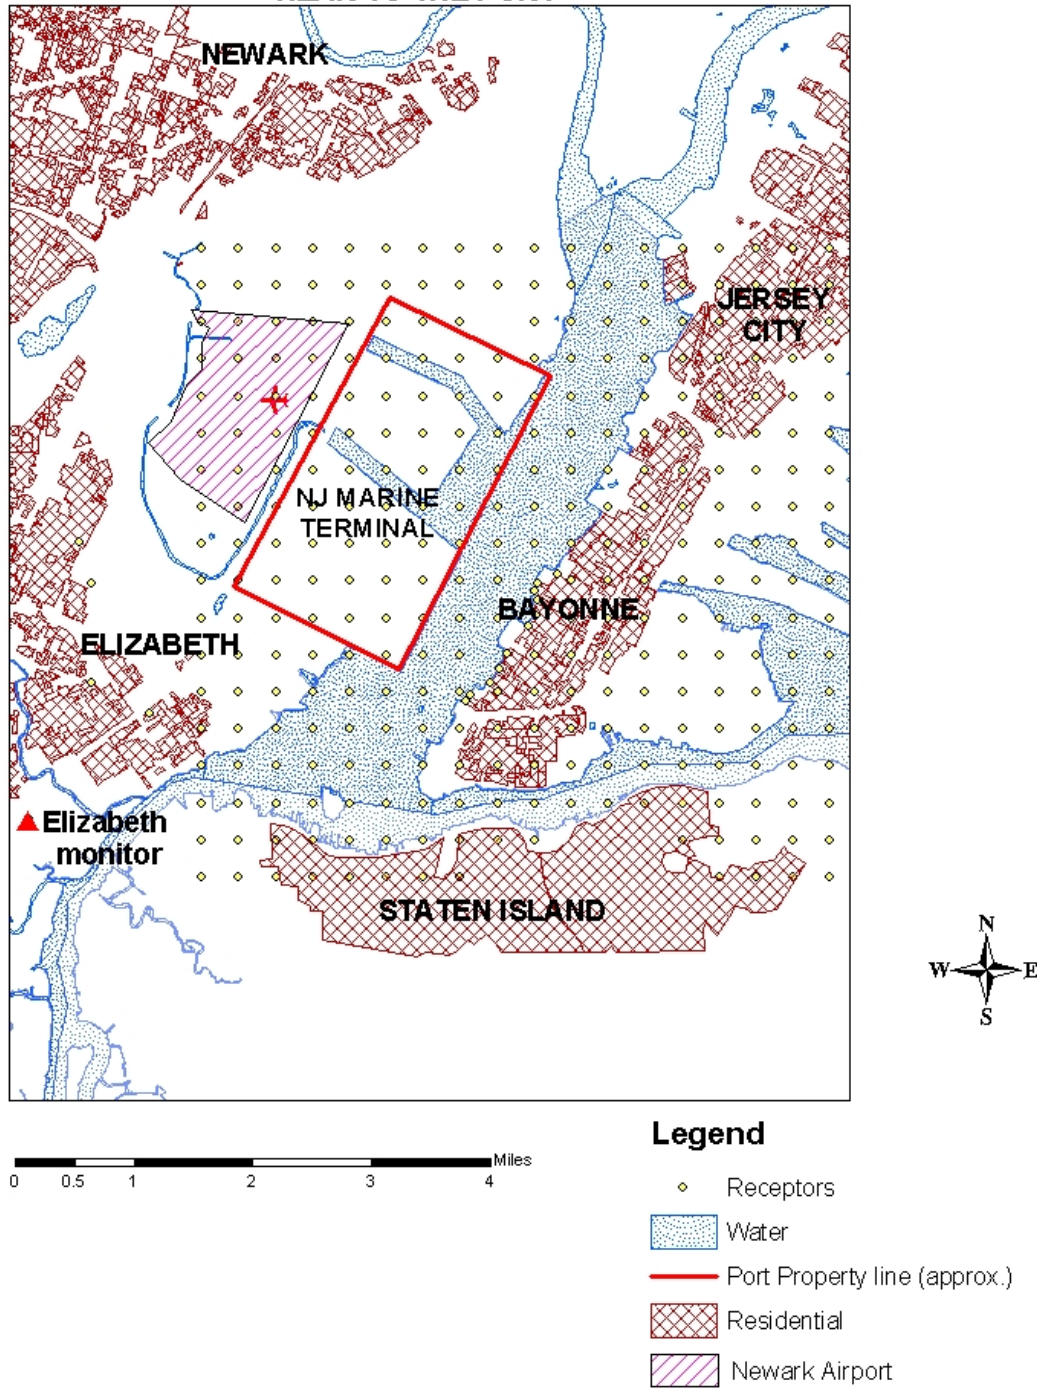 NEWARK
JERSEY
CITY
NJ MARINE
TERMINAL
BAYONNE
ELIZABETH
Elizabeth
monitor
STATEN ISLAND
N
W
E
S
Legend
Miles
0
0.5
1
2
3
4
Receptors
Water
Port Property line (approx.)
Residential
Newark Airport